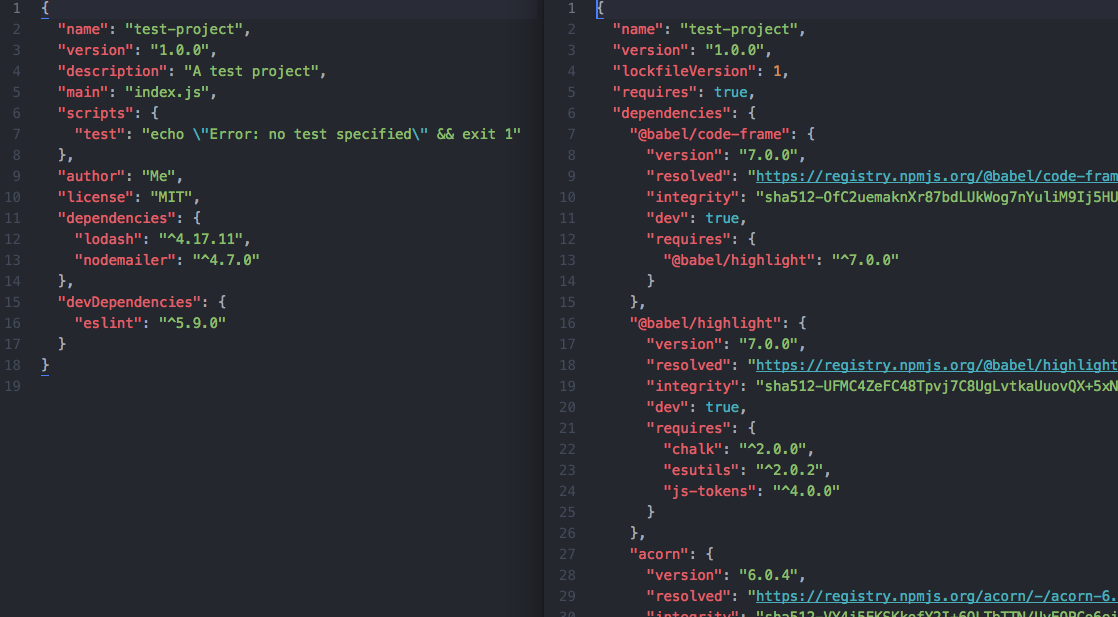 1 {
2 "name": "test-project",
3 "version": "1.0.0",
4 "description": "A test project",
5 "main": "index.js",
6 "scripts": {
7 "test": "echo \"Error: no test specified\" && exit 1"
8 },
9 "author": "Me",
10 "license": "MIT",
11 "dependencies": {
12 "lodash": "^4.17.11",
13 "nodemailer": "^4.7.0"
14 },
15 "devDependencies": {
16 "eslint": "^5.9.0"
17 }
18 }
19
1 {
2 "name": "test-project",
3 "version": "1.0.0",
4 "lockfileVersion": 1,
5 "requires": true,
6 "dependencies": {
7 "@babel/code-frame": {
8 "version": "7.0.0",
9 "resolved": "https://registry.npmjs.org/@babel/code-fram
10 "integrity": "sha512-OfC2uemaknXr87bdLUkWog7nYuliM9Ij5HU
11 "dev": true,
12 "requires": {
13 "@babel/highlight": "^7.0.0"
14 }
15 },
16 "@babel/highlight": {
17 "version": "7.0.0",
18 "resolved": "https://registry.npmjs.org/@babel/highlight
19 "integrity": "sha512-UFMC4ZeFC48Tpvj7C8UgLvtkaUuovQX+5xN
20 "dev": true,
21 "requires": {
22 "chalk": "^2.0.0",
23 "esutils": "^2.0.2",
24 "js-tokens": "^4.0.0"
25 }
26 },
27 "acorn": {
28 "version": "6.0.4",
29 "resolved": "https://registry.npmjs.org/acorn/-/acorn-6.
30 "integrity":